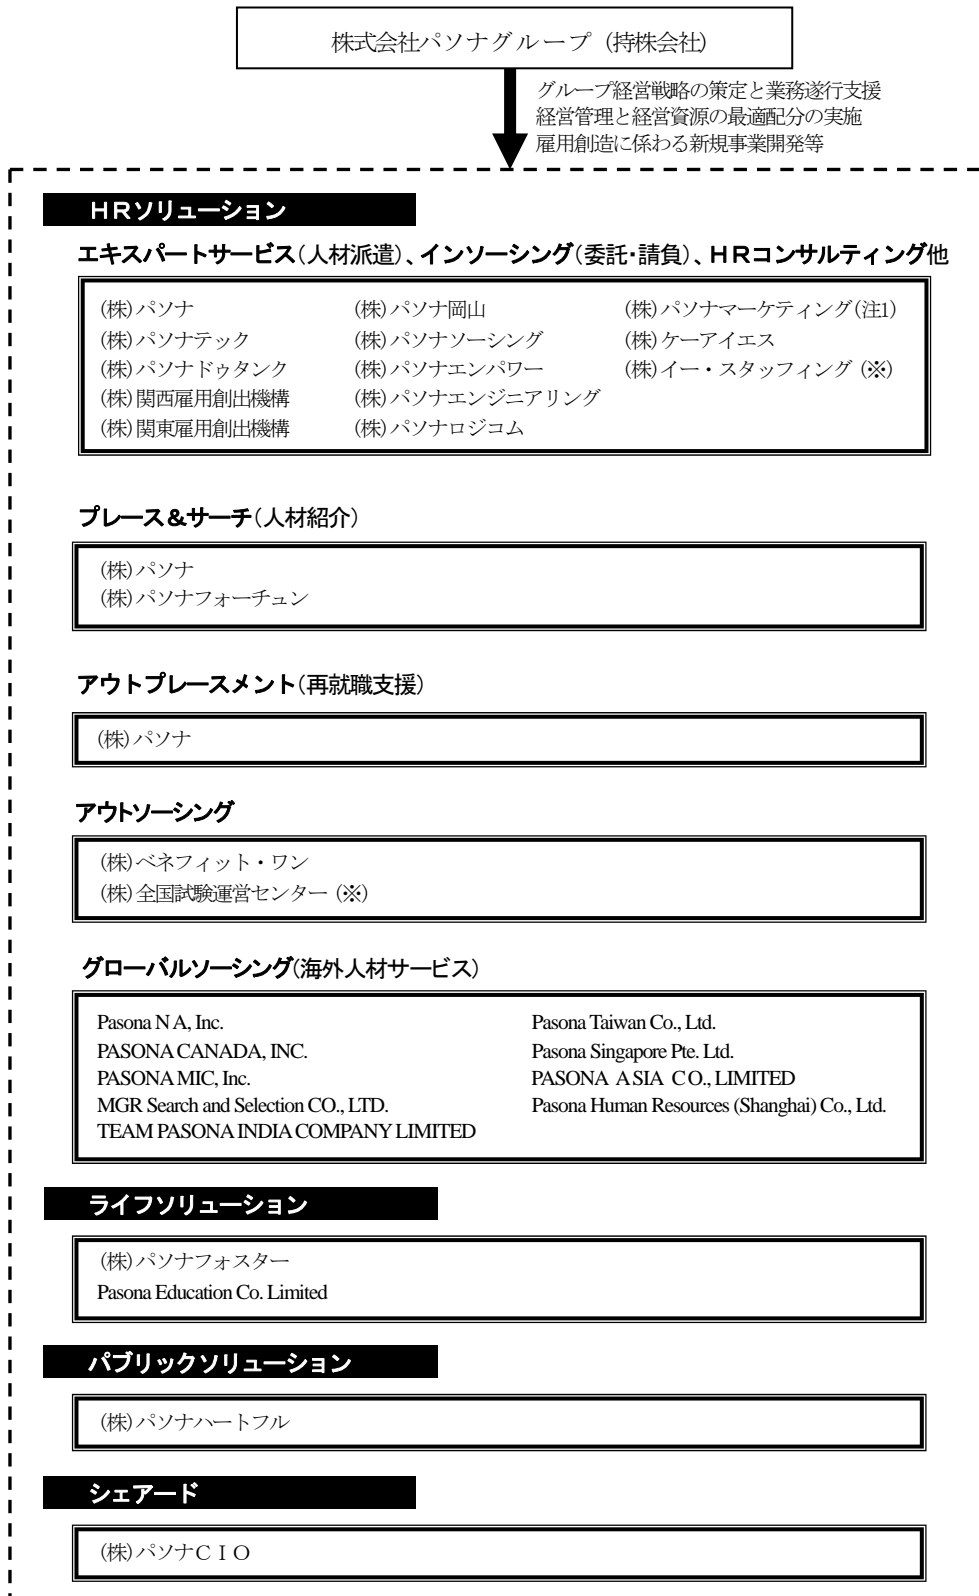 株式会社パソナグループ (持株会社)
グループ経営戦略の策定と業務遂行支援
経営管理と経営資源の最適配分の実施
雇用創造に係わる新規事業開発等
HRソリューション
エキスパートサービス(人材派遣)、インソーシング(委託・請負)、HRコンサルティング他
(株)パソナ (株)パソナ岡山 (株)パソナマーケティング(注1)
(株)パソナテック (株)パソナソーシング (株)ケーアイエス
(株)パソナドゥタンク (株)パソナエンパワー (株)イー・スタッフィング (※)
(株)関西雇用創出機構 (株)パソナエンジニアリング
(株)関東雇用創出機構 (株)パソナロジコム
プレース&サーチ(人材紹介)
(株)パソナ
(株)パソナフォーチュン
アウトプレースメント(再就職支援)
(株)パソナ
アウトソーシング
(株)ベネフィット・ワン
(株)全国試験運営センター (※)
グローバルソーシング(海外人材サービス)
Pasona N A, Inc. Pasona Taiwan Co., Ltd.
PASONA CANADA, INC. Pasona Singapore Pte. Ltd.
PASONA MIC, Inc. PASONA ASIA CO., LIMITED
MGR Search and Selection CO., LTD. Pasona Human Resources (Shanghai) Co., Ltd.
TEAM PASONA INDIA COMPANY LIMITED
ライフソリューション
(株)パソナフォスター
Pasona Education Co. Limited
パブリックソリューション
(株)パソナハートフル
シェアード
(株)パソナCIO